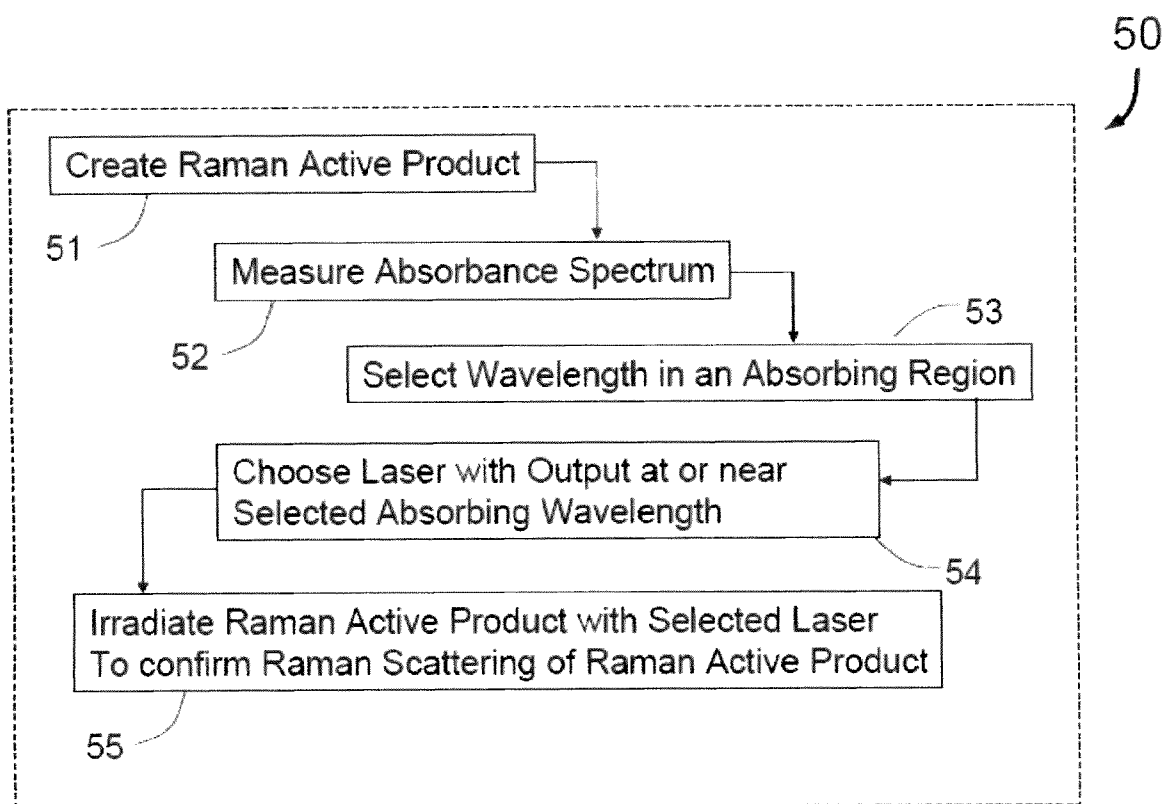 50
Create Raman Active Product
51
Measure Absorbance Spectrum
52
53
Select Wavelength in an Absorbing Region
Choose Laser with Output at or near
Selected Absorbing Wavelength
54
Irradiate Raman Active Product with Selected Laser
To confirm Raman Scattering of Raman Active Product
55